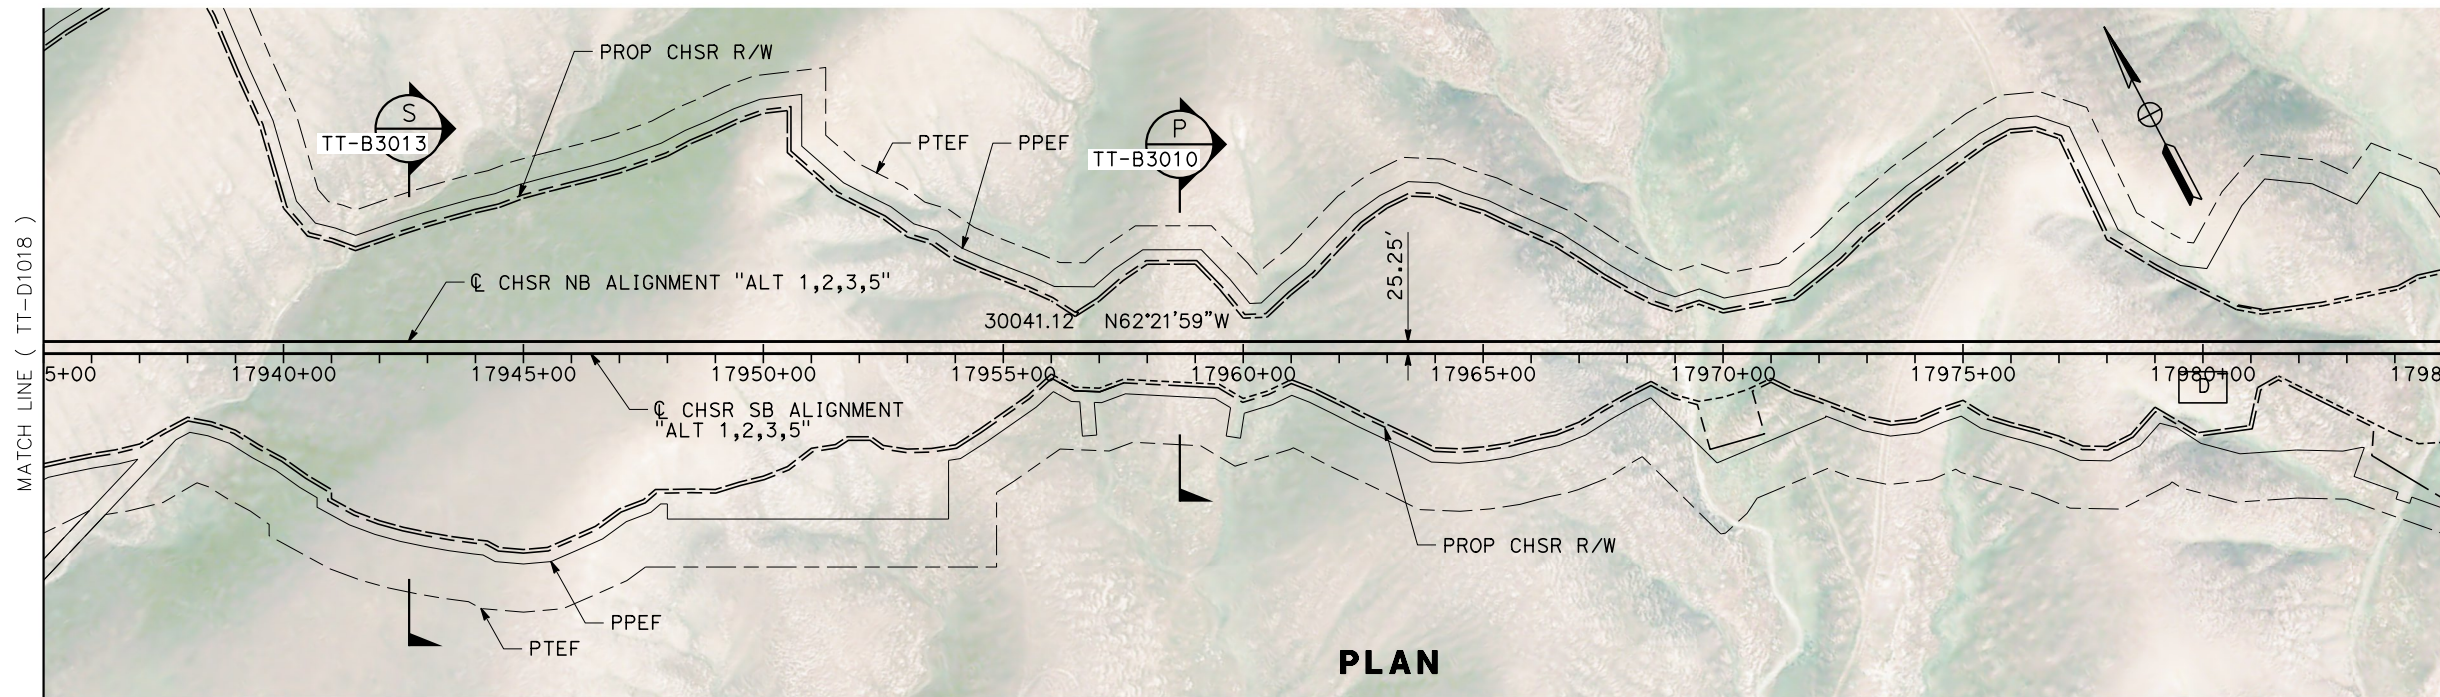 PROP CHSR R/W
S
TT-B3013
PTEF
PPEF
P
TT-B3010
25.25'
℄ CHSR NB ALIGNMENT "ALT 1,2,3,5"
30041.12 N62°21'59"W
MATCH LINE ( TT-D1018 )
5+00 17940+00 17945+00 17950+00 17955+00 17960+00 17965+00 17970+00 17975+00 17980+00 1798
D
℄ CHSR SB ALIGNMENT
"ALT 1,2,3,5"
PROP CHSR R/W
PPEF
PTEF
PLAN